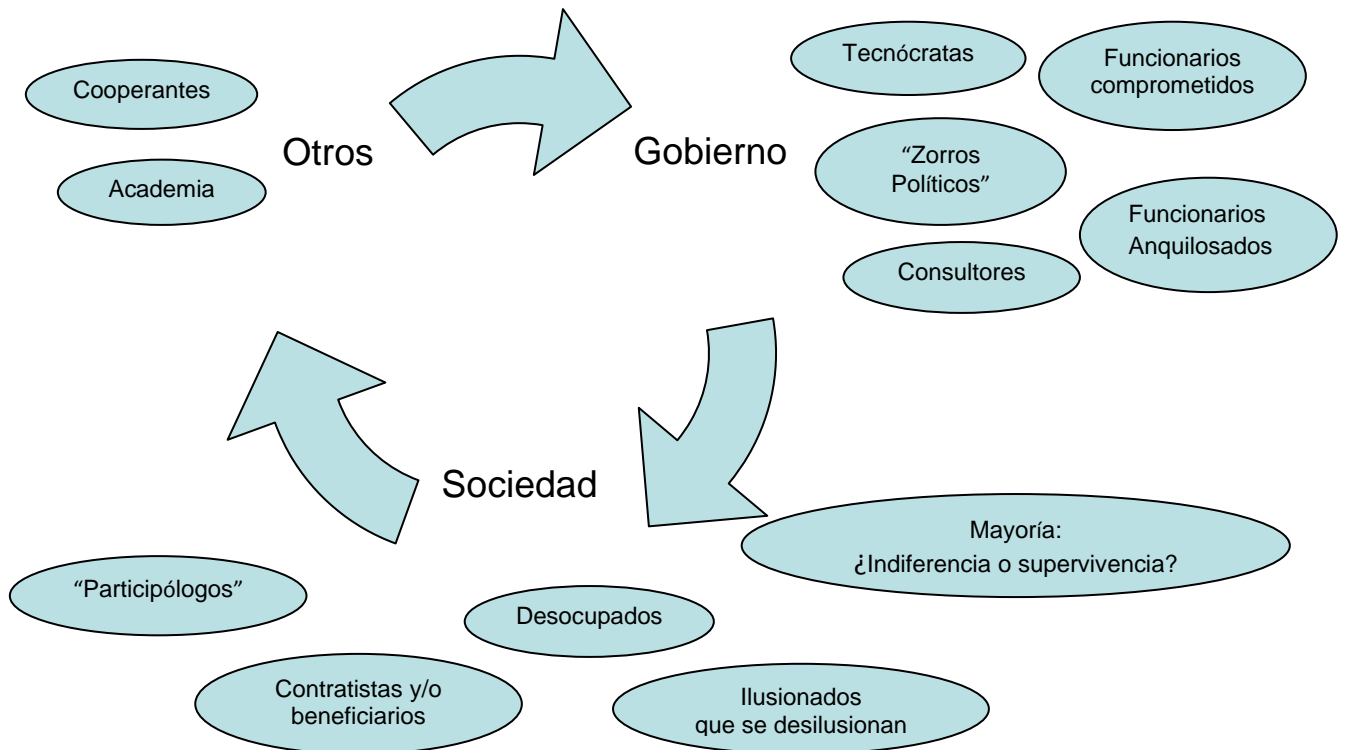 Cooperantes
Otros
Academia
Gobierno
Tecnócratas
Funcionarios
comprometidos
“Zorros
Políticos”
Funcionarios
Anquilosados
Consultores
Sociedad
Mayoría:
¿Indiferencia o supervivencia?
“Participólogos”
Desocupados
Contratistas y/o
beneficiarios
Ilusionados
que se desilusionan